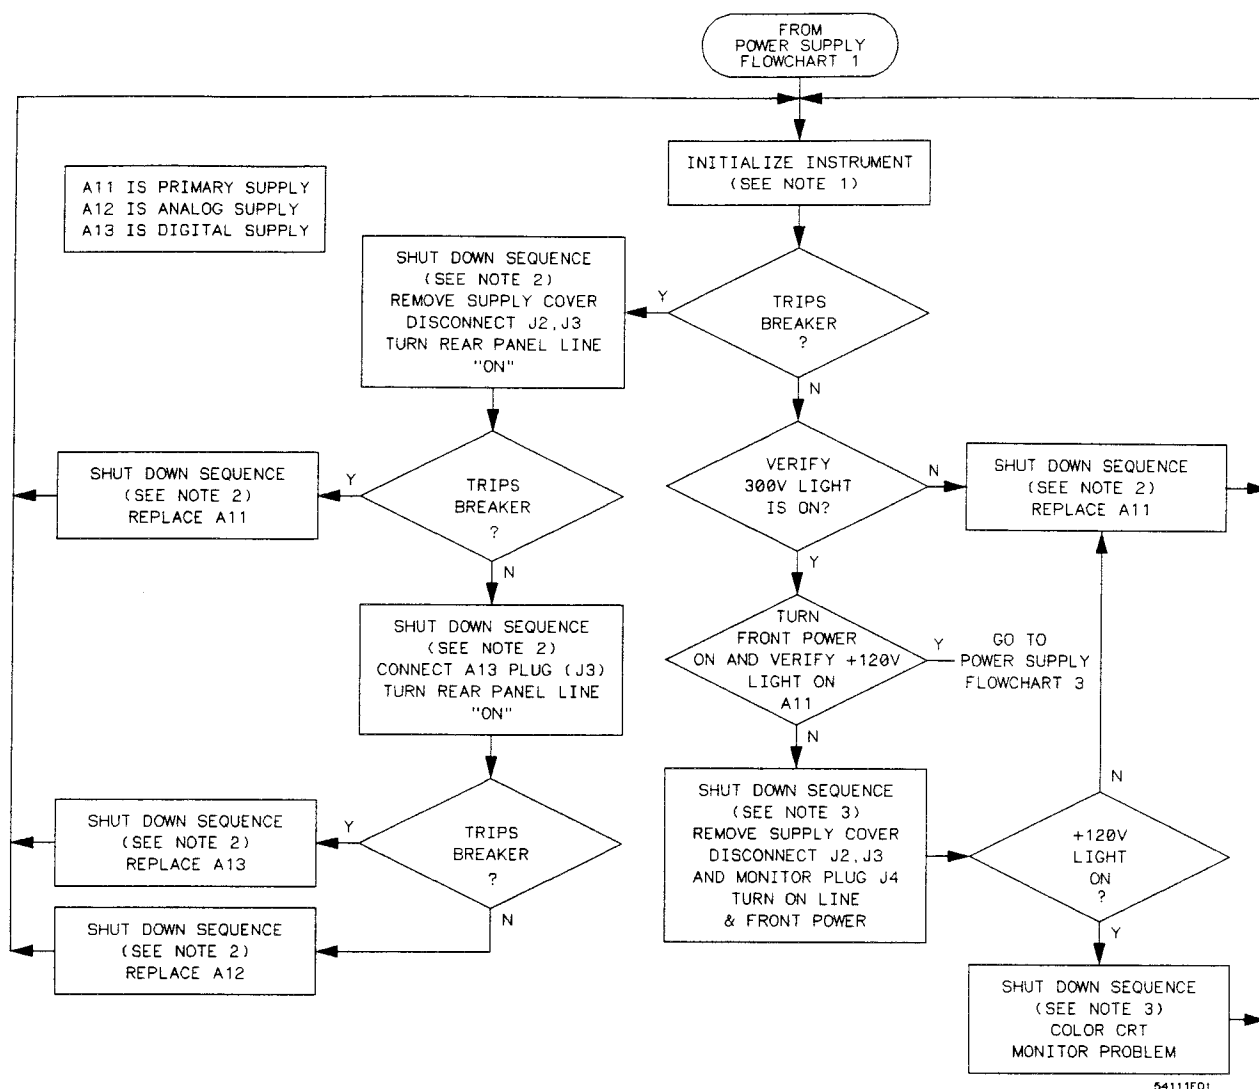 FROM
POWER SUPPLY
FLOWCHART 1
INITIALIZE INSTRUMENT
(SEE NOTE 1)
A11 IS PRIMARY SUPPLY
A12 IS ANALOG SUPPLY
A13 IS DIGITAL SUPPLY
SHUT DOWN SEQUENCE
(SEE NOTE 2)
REMOVE SUPPLY COVER
DISCONNECT J2,J3
TURN REAR PANEL LINE
"ON"
Y
TRIPS
BREAKER
?
N
SHUT DOWN SEQUENCE
(SEE NOTE 2)
REPLACE A11
Y
TRIPS
BREAKER
?
N
VERIFY
300V LIGHT
IS ON?
N
Y
SHUT DOWN SEQUENCE
(SEE NOTE 2)
REPLACE A11
SHUT DOWN SEQUENCE
(SEE NOTE 2)
CONNECT A13 PLUG (J3)
TURN REAR PANEL LINE
"ON"
TURN
FRONT POWER
ON AND VERIFY +120V
LIGHT ON
A11
Y
GO TO
POWER SUPPLY
FLOWCHART 3
N
SHUT DOWN SEQUENCE
(SEE NOTE 2)
REPLACE A13
Y
TRIPS
BREAKER
?
N
SHUT DOWN SEQUENCE
(SEE NOTE 2)
REPLACE A12
SHUT DOWN SEQUENCE
(SEE NOTE 3)
REMOVE SUPPLY COVER
DISCONNECT J2,J3
AND MONITOR PLUG J4
TURN ON LINE
& FRONT POWER
N
+120V
LIGHT
ON
?
Y
SHUT DOWN SEQUENCE
(SEE NOTE 3)
COLOR CRT
MONITOR PROBLEM
54111F01